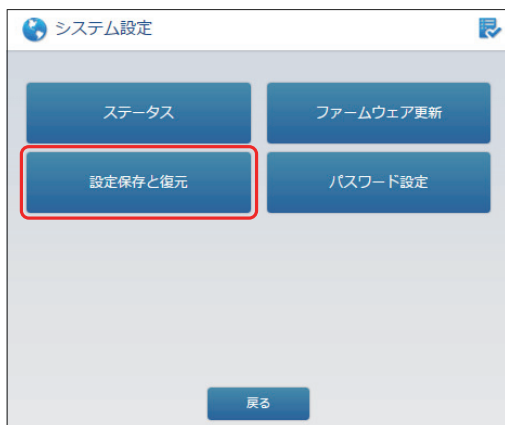 システム設定
ステータス
ファームウェア更新
設定保存と復元
パスワード設定
戻る